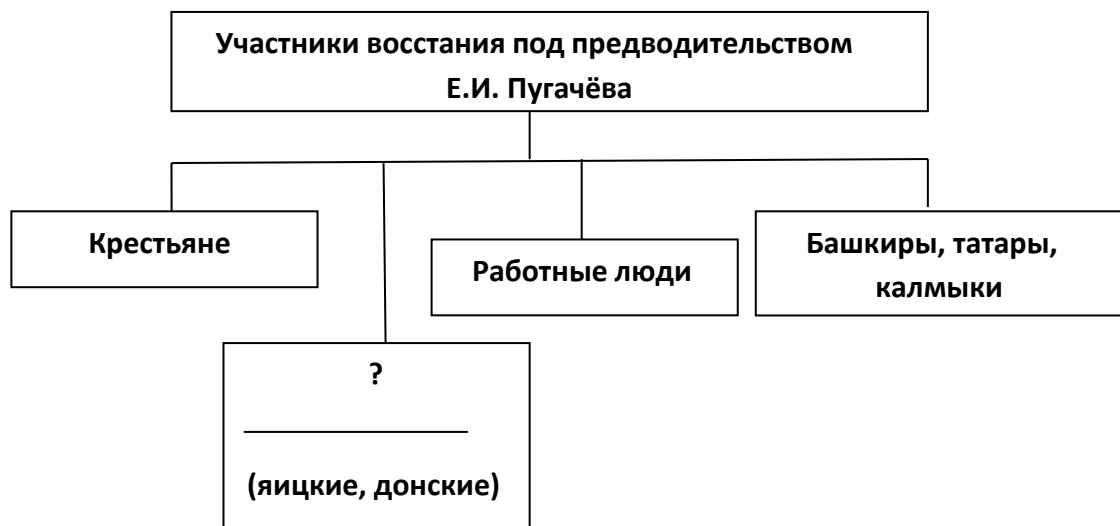 Участники восстания под предводительством
Е.И. Пугачёва
Крестьяне
Работные люди
Башкиры, татары,
калмыки
?
(яицкие, донские)